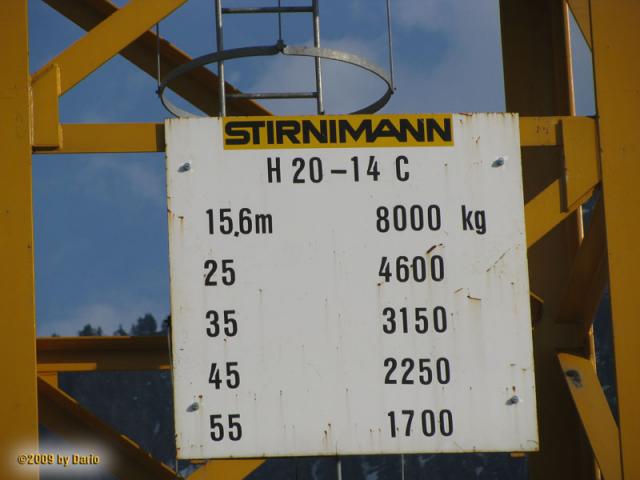 STIRNIMANN
H 20-14 C
15,6m 8000 kg
25 4600
35 3150
45 2250
55 1700
©2009 by Dario